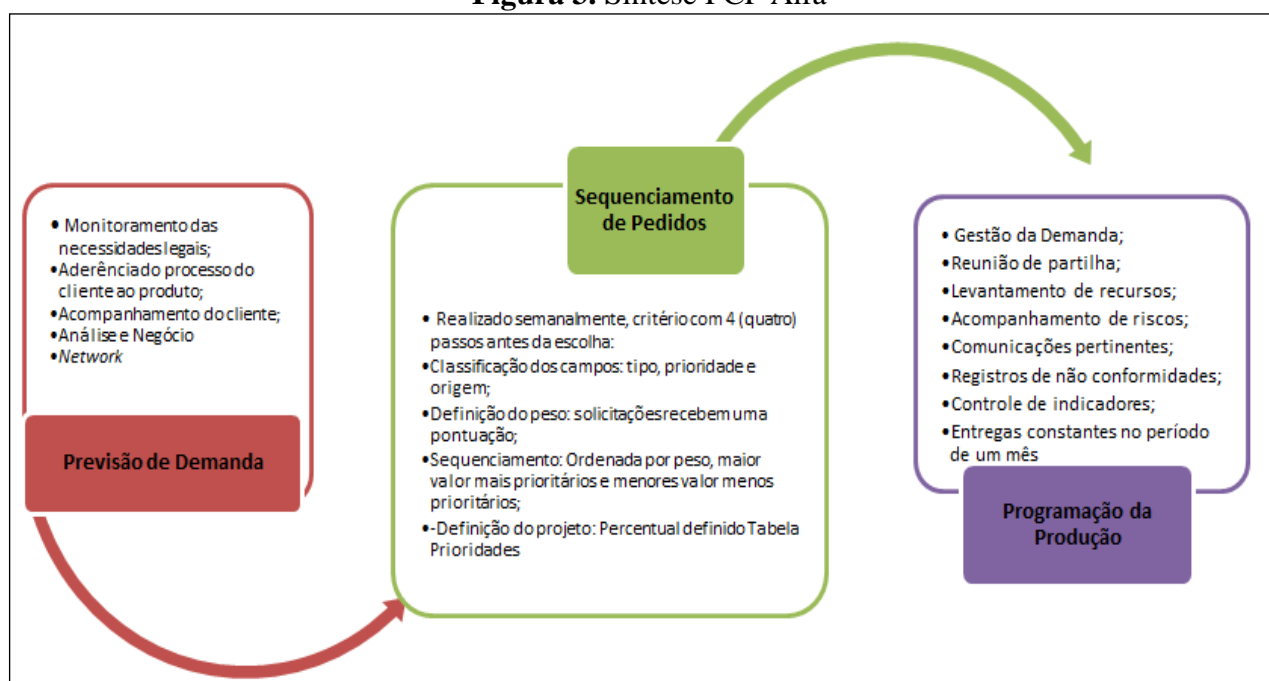 Figura 3. Síntese PCP Alfa
• Monitoramento das
necessidades legais;
•Aderência do processo do
cliente ao produto;
•Acompanhamento do cliente;
•Análise e Negócio
•Network
Previsão de Demanda
Sequenciamento
de Pedidos
• Realizado semanalmente, critério com 4 (quatro)
passos antes da escolha:
•Classificação dos campos: tipo, prioridade e
origem;
•Definição do peso: solicitações recebem uma
pontuação;
•Sequenciamento: Ordenada por peso, maior
valor mais prioritários e menores valor menos
prioritários;
•-Definição do projeto: Percentual definido Tabela
Prioridades
• Gestão da Demanda;
•Reunião de partilha;
•Levantamento de recursos;
•Acompanhamento de riscos;
•Comunicações pertinentes;
•Registros de não conformidades;
•Controle de indicadores;
•Entregas constantes no período
de um mês
Programação da
Produção